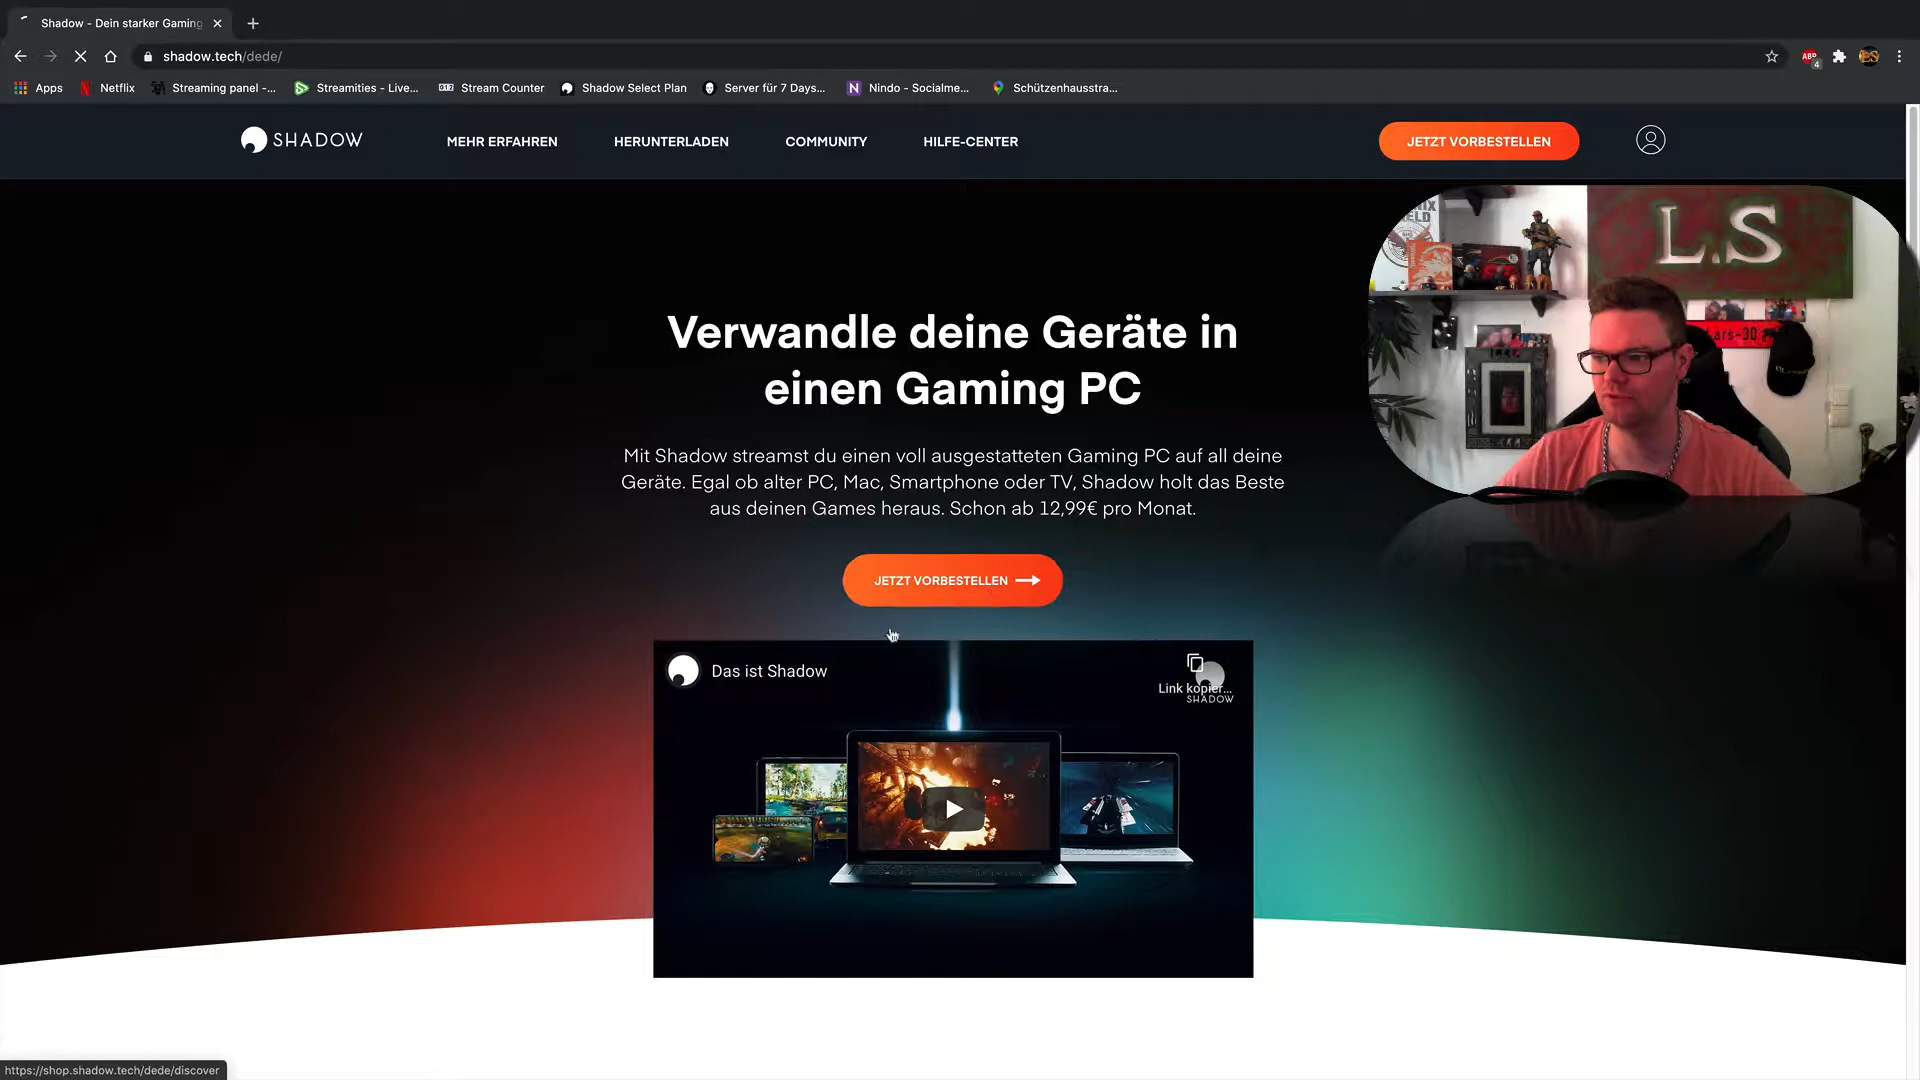 Shadow - Dein starker Gaming
shadow.tech/dede/
ABP
4
Apps
Netflix
Streaming panel -...
Streamities - Live...
Stream Counter
Shadow Select Plan
Server für 7 Days...
N
Nindo - Socialme...
Schützenhausstra...
SHADOW
MEHR ERFAHREN
HERUNTERLADEN
COMMUNITY
HILFE-CENTER
JETZT VORBESTELLEN
L.S
Verwandle deine Geräte in
einen Gaming PC
Mit Shadow streamst du einen voll ausgestatteten Gaming PC auf all deine
Geräte. Egal ob alter PC, Mac, Smartphone oder TV, Shadow holt das Beste
aus deinen Games heraus. Schon ab 12,99€ pro Monat.
JETZT VORBESTELLEN
Das ist Shadow
Link kopier...
SHADOW
https://shop.shadow.tech/dede/discover